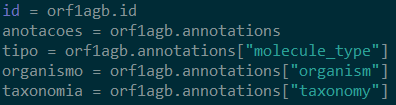 id = orf1agb.id
anotacoes = orf1agb.annotations
tipo = orf1agb.annotations["molecule_type"]
organismo = orf1agb.annotations["organism"]
taxonomia = orf1agb.annotations["taxonomy"]